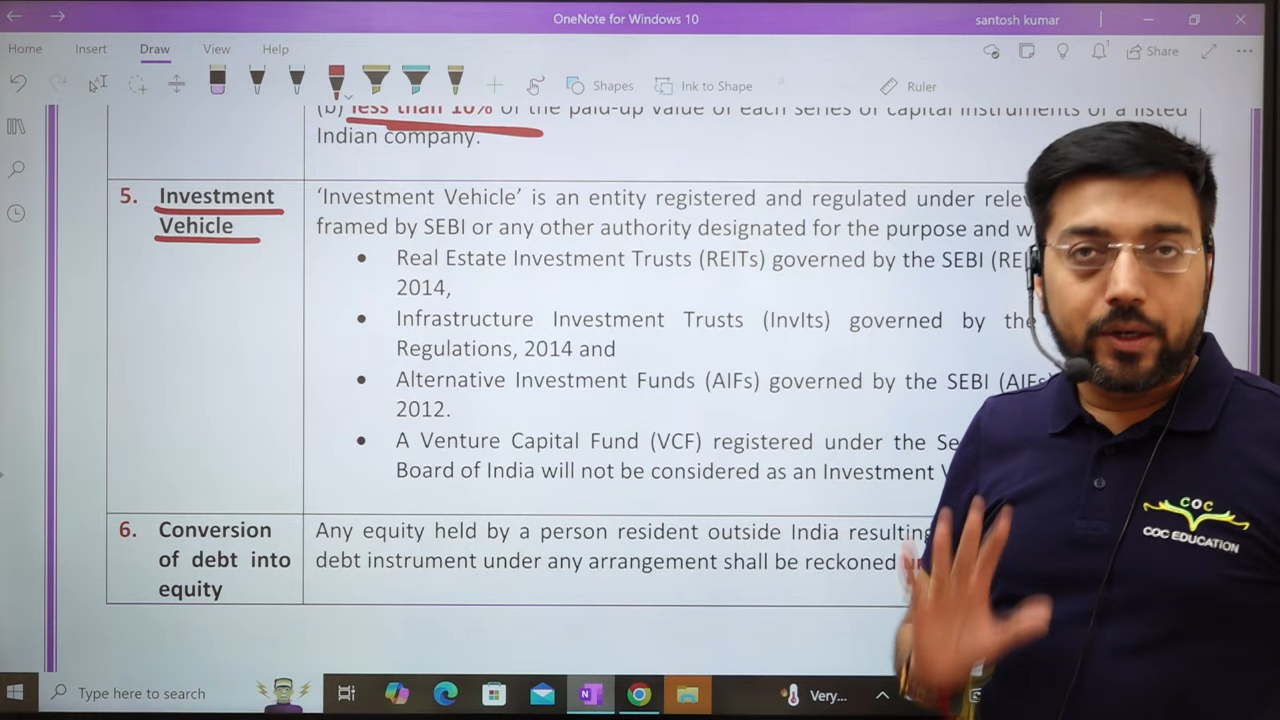 OneNote for Windows 10
santosh kumar
Home Insert Draw View Help
Share
Shapes
Ink to Shape
Ruler
(b) less than 10% of the paid-up value of each series of capital instruments of a listed
Indian company.
5. Investment
Vehicle
‘Investment Vehicle’ is an entity registered and regulated under
framed by SEBI or any other authority designated for the purpose and
• Real Estate Investment Trusts (REITs) governed by the SEBI
2014,
• Infrastructure Investment Trusts (InvIts) governed by the
Regulations, 2014 and
• Alternative Investment Funds (AIFs) governed by the SEBI (AIFs
2012.
• A Venture Capital Fund (VCF) registered under the
Board of India will not be considered as an Investment
6. Conversion
of debt into
equity
Any equity held by a person resident outside India resulting
debt instrument under any arrangement shall be reckoned
COC
COC EDUCATION
Type here to search
Very...